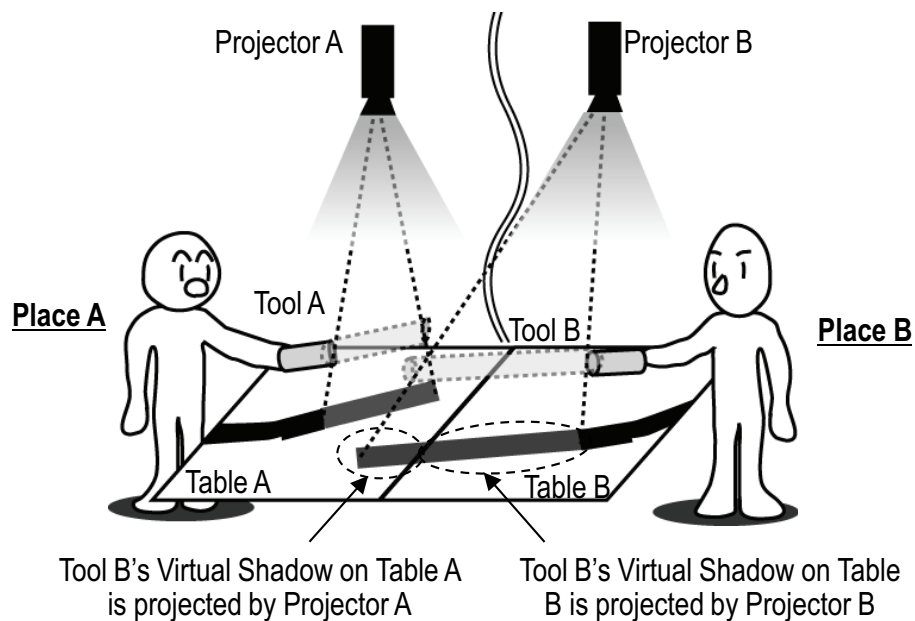 Projector A
Projector B
Tool A
Place A
Tool B
Place B
Table A
Table B
Tool B’s Virtual Shadow on Table A
is projected by Projector A
Tool B’s Virtual Shadow on Table
B is projected by Projector B